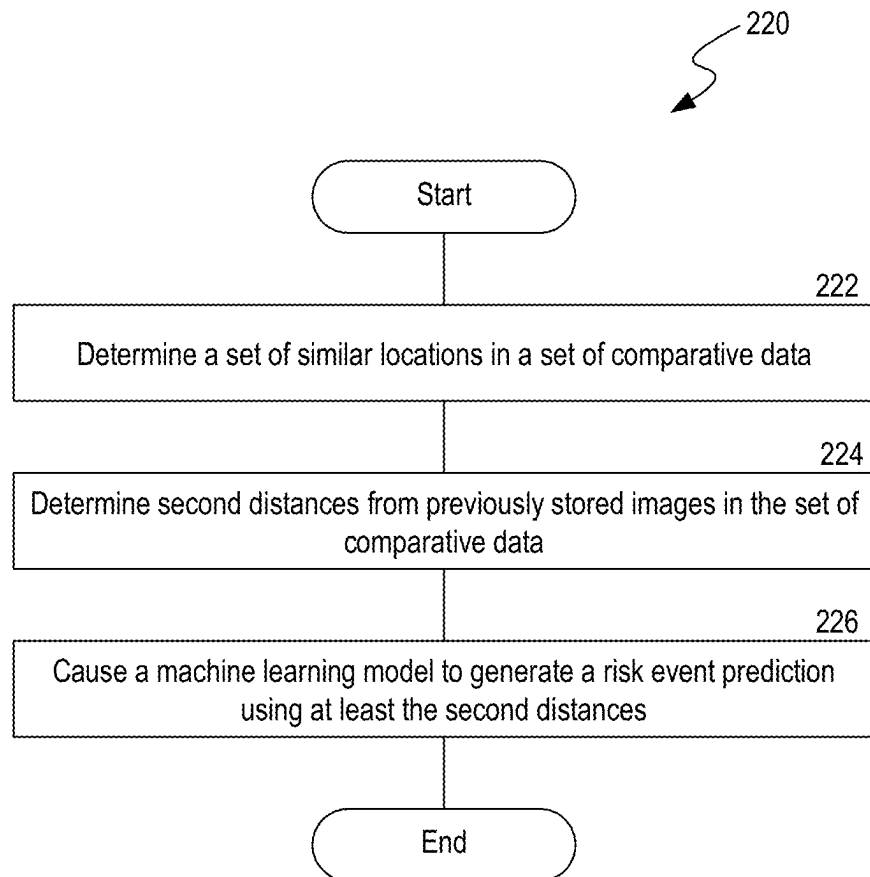 220
Start
222
Determine a set of similar locations in a set of comparative data
224
Determine second distances from previously stored images in the set of
comparative data
226
Cause a machine learning model to generate a risk event prediction
using at least the second distances
End